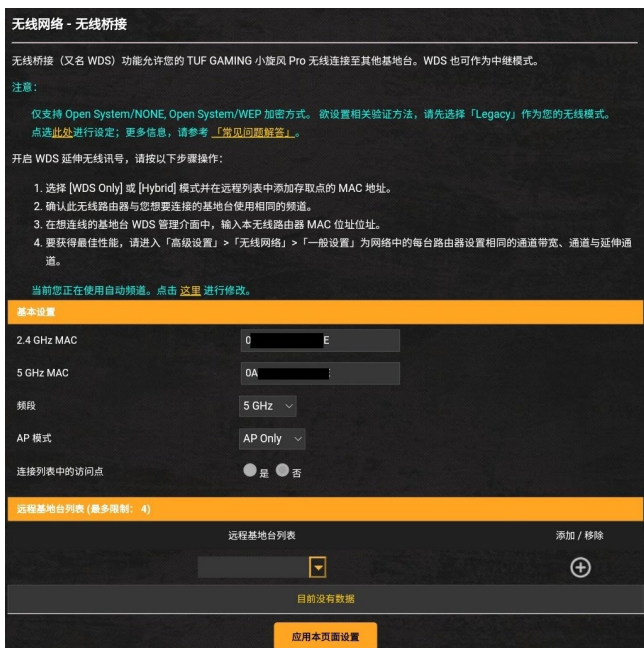 无线网络 - 无线桥接
无线桥接（又名 WDS）功能允许您的 TUF GAMING 小旋风 Pro 无线连接至其他基地台。WDS 也可作为中继模式。
注意：
仅支持 Open System/NONE, Open System/WEP 加密方式。 欲设置相关验证方法，请先选择「Legacy」作为您的无线模式。
点选此处进行设定；更多信息，请参考 「常见问题解答」。
开启 WDS 延伸无线讯号，请按以下步骤操作：
1. 选择 [WDS Only] 或 [Hybrid] 模式并在远程列表中添加存取点的 MAC 地址。
2. 确认此无线路由器与您想要连接的基地台使用相同的频道。
3. 在想连线的基地台 WDS 管理介面中，输入本无线路由器 MAC 位址位址。
4. 要获得最佳性能，请进入「高级设置」>「无线网络」>「一般设置」为网络中的每台路由器设置相同的通道带宽、通道与延伸通
道。
当前您正在使用自动频道。点击 这里 进行修改。
基本设置
2.4 GHz MAC 0 E
5 GHz MAC 0A
频段 5 GHz
AP 模式 AP Only
连接列表中的访问点 是 否
远程基地台列表 (最多限制： 4)
远程基地台列表 添加 / 移除
目前没有数据
应用本页面设置